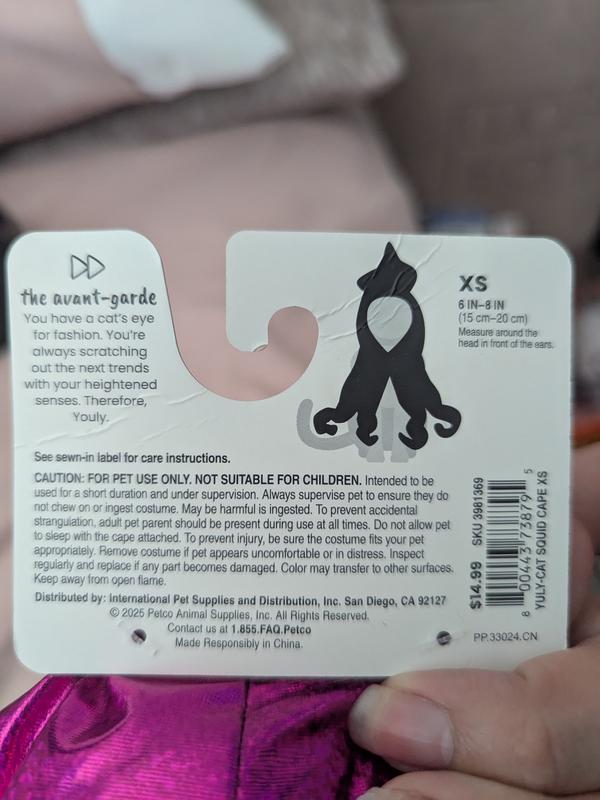 the avant-garde
You have a cat's eye
for fashion. You're
always scratching
out the next trends
with your heightened
senses. Therefore,
Youly.
XS
6 IN–8 IN
(15 cm–20 cm)
Measure around the
head in front of the ears.
See sewn-in label for care instructions.
CAUTION: FOR PET USE ONLY. NOT SUITABLE FOR CHILDREN. Intended to be
used for a short duration and under supervision. Always supervise pet to ensure they do
not chew on or ingest costume. May be harmful is ingested. To prevent accidental
strangulation, adult pet parent should be present during use at all times. Do not allow pet
to sleep with the cape attached. To prevent injury, be sure the costume fits your pet
appropriately. Remove costume if pet appears uncomfortable or in distress. Inspect
regularly and replace if any part becomes damaged. Color may transfer to other surfaces.
Keep away from open flame.
Distributed by: International Pet Supplies and Distribution, Inc. San Diego, CA 92127
© 2025 Petco Animal Supplies, Inc. All Rights Reserved.
Contact us at 1.855.FAQ.Petco
Made Responsibly in China.
$14.99 SKU 3981369
8 00443 73879 5
YULY-CAT SQUID CAPE XS
PP.33024.CN